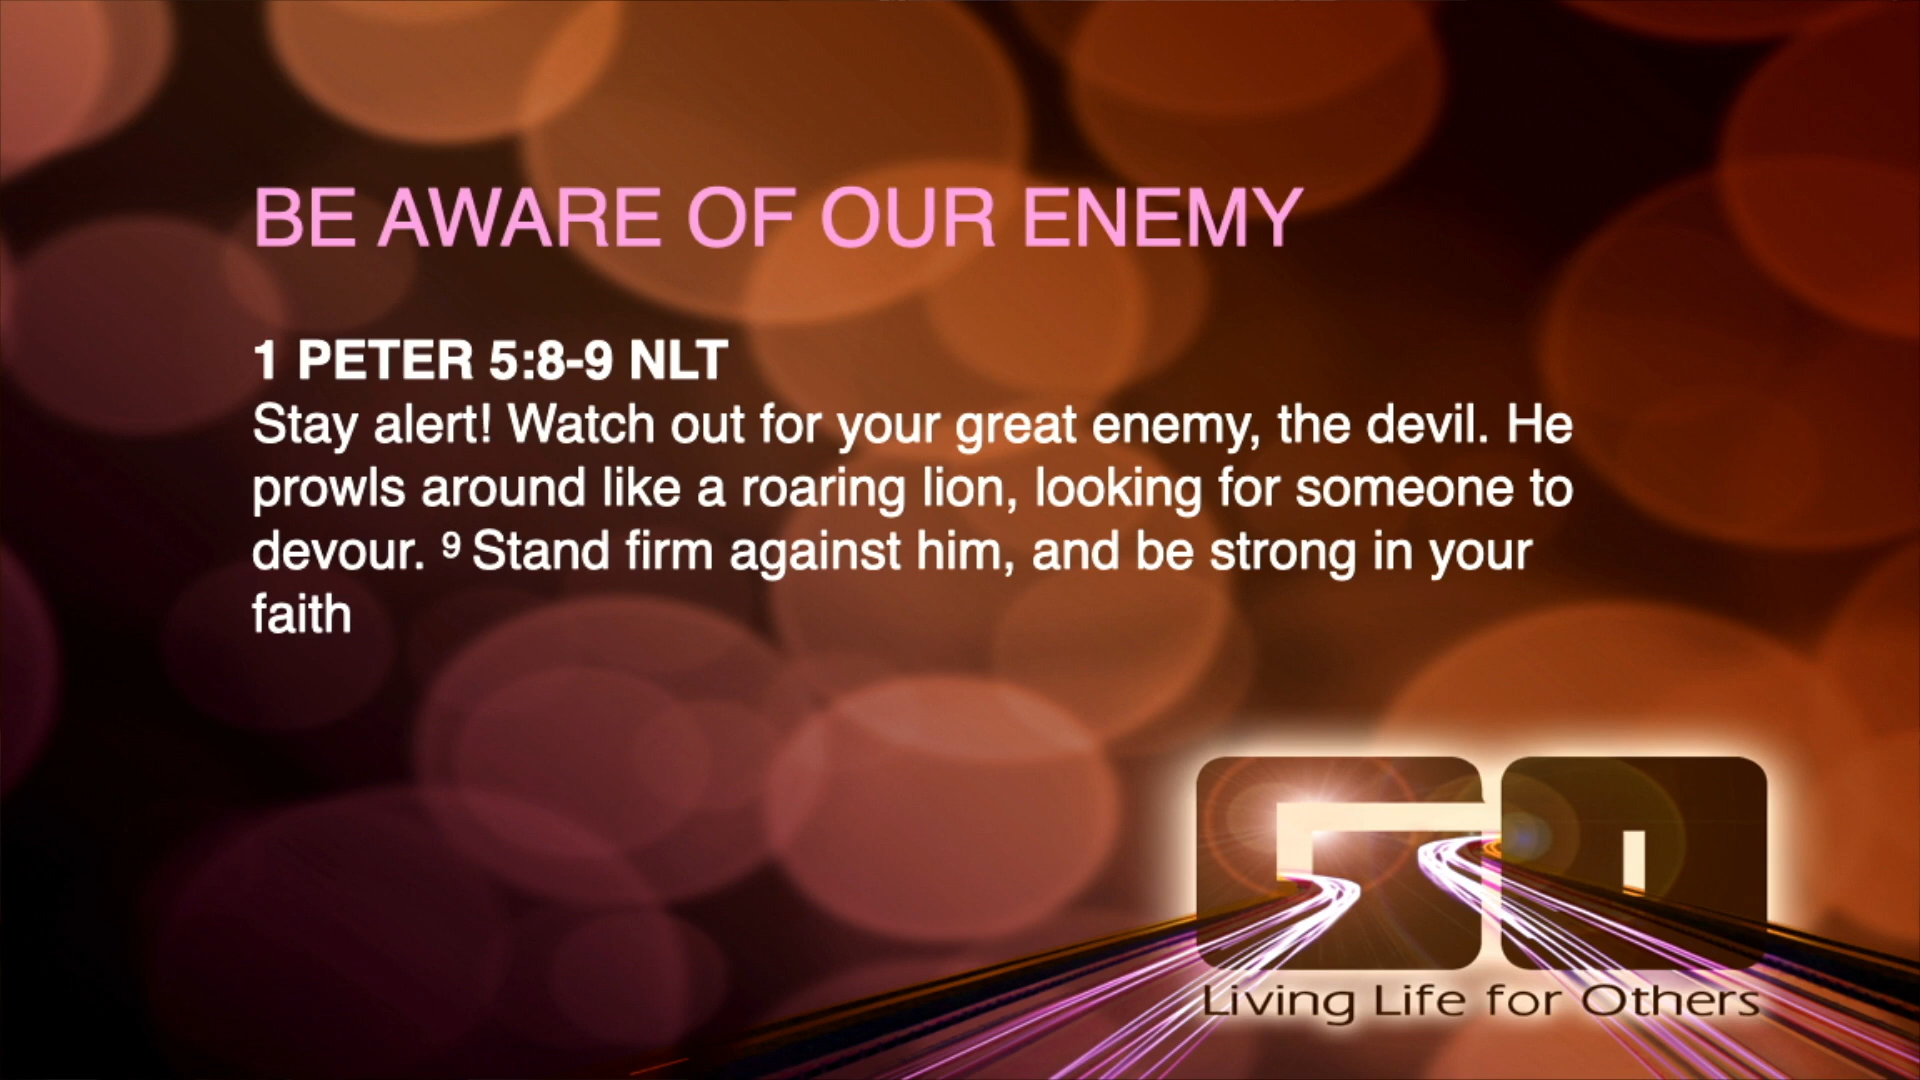 BE AWARE OF OUR ENEMY
1 PETER 5:8-9 NLT
Stay alert! Watch out for your great enemy, the devil. He
prowls around like a roaring lion, looking for someone to
devour. ⁹ Stand firm against him, and be strong in your
faith
50
Living Life for Others